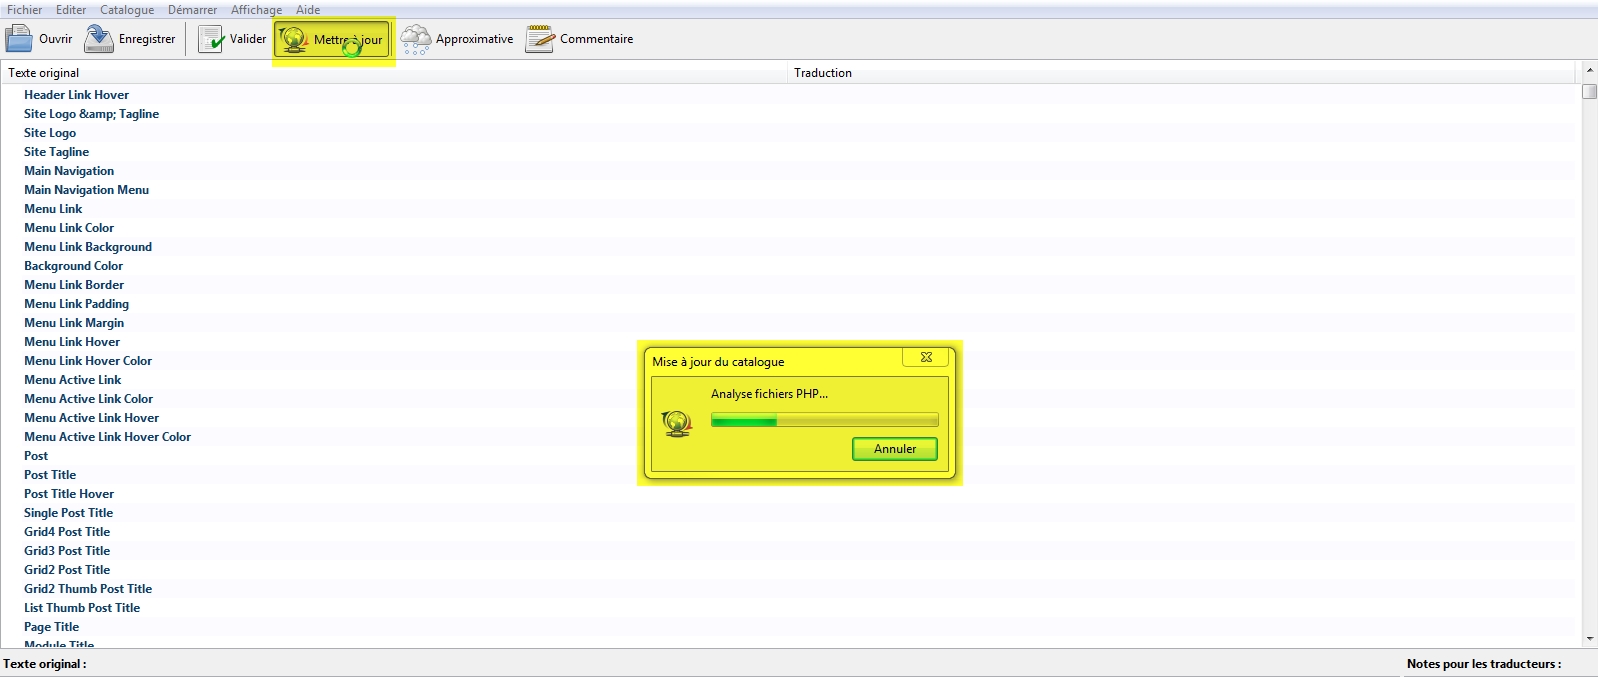 Fichier Editer Catalogue Démarrer Affichage Aide
Ouvrir Enregistrer Valider Mettre à jour Approximative Commentaire
Texte original Traduction
Header Link Hover
Site Logo &amp; Tagline
Site Logo
Site Tagline
Main Navigation
Main Navigation Menu
Menu Link
Menu Link Color
Menu Link Background
Background Color
Menu Link Border
Menu Link Padding
Menu Link Margin
Menu Link Hover
Menu Link Hover Color
Menu Active Link
Menu Active Link Color
Menu Active Link Hover
Menu Active Link Hover Color
Post
Post Title
Post Title Hover
Single Post Title
Grid4 Post Title
Grid3 Post Title
Grid2 Post Title
Grid2 Thumb Post Title
List Thumb Post Title
Page Title
Module Title
Mise à jour du catalogue
Analyse fichiers PHP...
Annuler
Texte original : Notes pour les traducteurs :